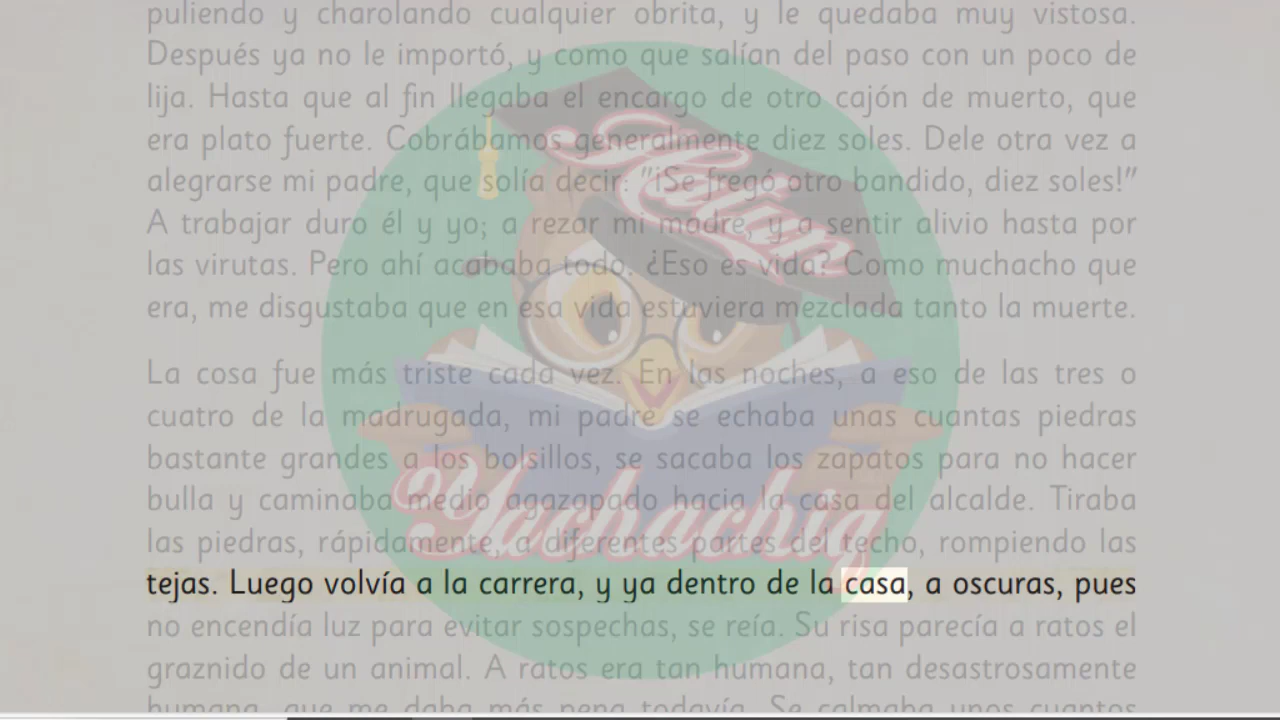 puliendo y charolando cualquier obrita, y le quedaba muy vistosa.
Después ya no le importó, y como que salían del paso con un poco de
lija. Hasta que al fin llegaba el encargo de otro cajón de muerto, que
era plato fuerte. Cobrábamos generalmente diez soles. Dele otra vez a
alegrarse mi padre, que solía decir: "¡Se fregó otro bandido, diez soles!"
A trabajar duro él y yo; a rezar mi madre, y a sentir alivio hasta por
las virutas. Pero ahí acababa todo. ¿Eso es vida? Como muchacho que
era, me disgustaba que en esa vida estuviera mezclada tanto la muerte.
La cosa fue más triste cada vez. En las noches, a eso de las tres o
cuatro de la madrugada, mi padre se echaba unas cuantas piedras
bastante grandes a los bolsillos, se sacaba los zapatos para no hacer
bulla y caminaba medio agazapado hacia la casa del alcalde. Tiraba
las piedras, rápidamente, a diferentes partes del techo, rompiendo las
tejas. Luego volvía a la carrera, y ya dentro de la casa, a oscuras, pues
no encendía luz para evitar sospechas, se reía. Su risa parecía a ratos el
graznido de un animal. A ratos era tan humana, tan desastrosamente
humana, que me daba más pena todavía. Se calmaba unos cuantos
Yachachiq